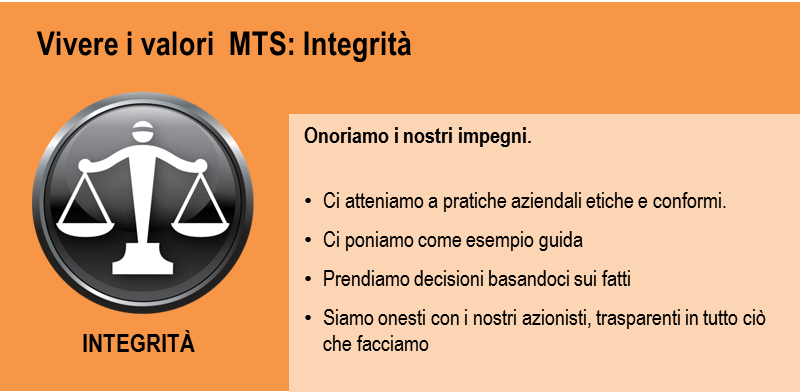 Vivere i valori  MTS: Integrità
Onoriamo i nostri impegni.
• Ci atteniamo a pratiche aziendali etiche e conformi.
• Ci poniamo come esempio guida
• Prendiamo decisioni basandoci sui fatti
• Siamo onesti con i nostri azionisti, trasparenti in tutto ciò
che facciamo
INTEGRITÀ